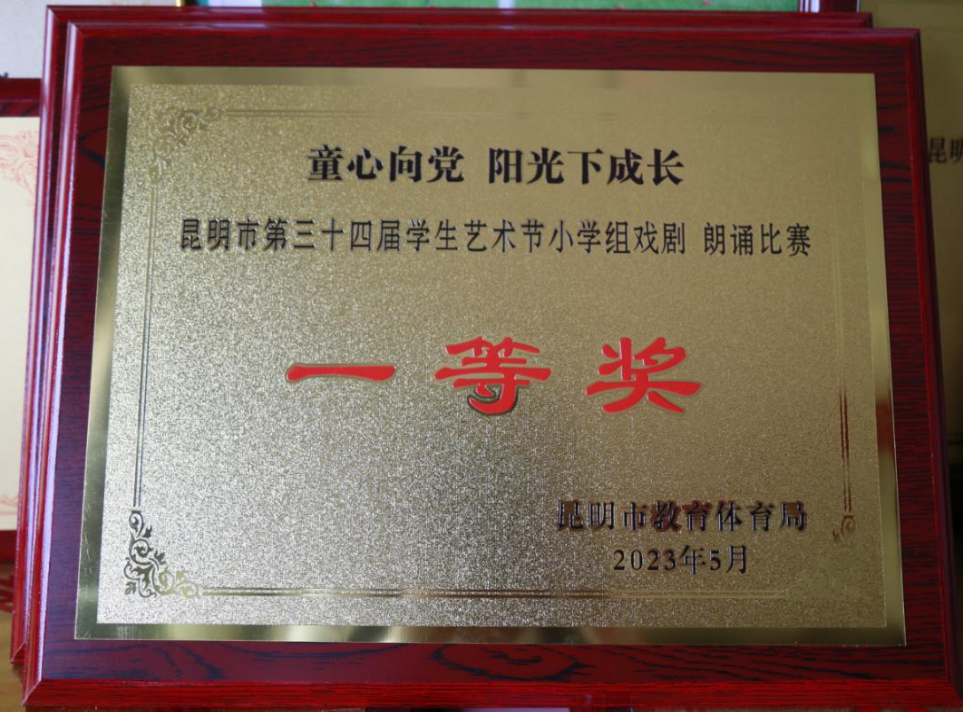 童心向党 阳光下成长
昆明市第三十四届学生艺术节小学组戏剧 朗诵比赛
一等奖
昆明市教育体育局
2023年5月
昆明